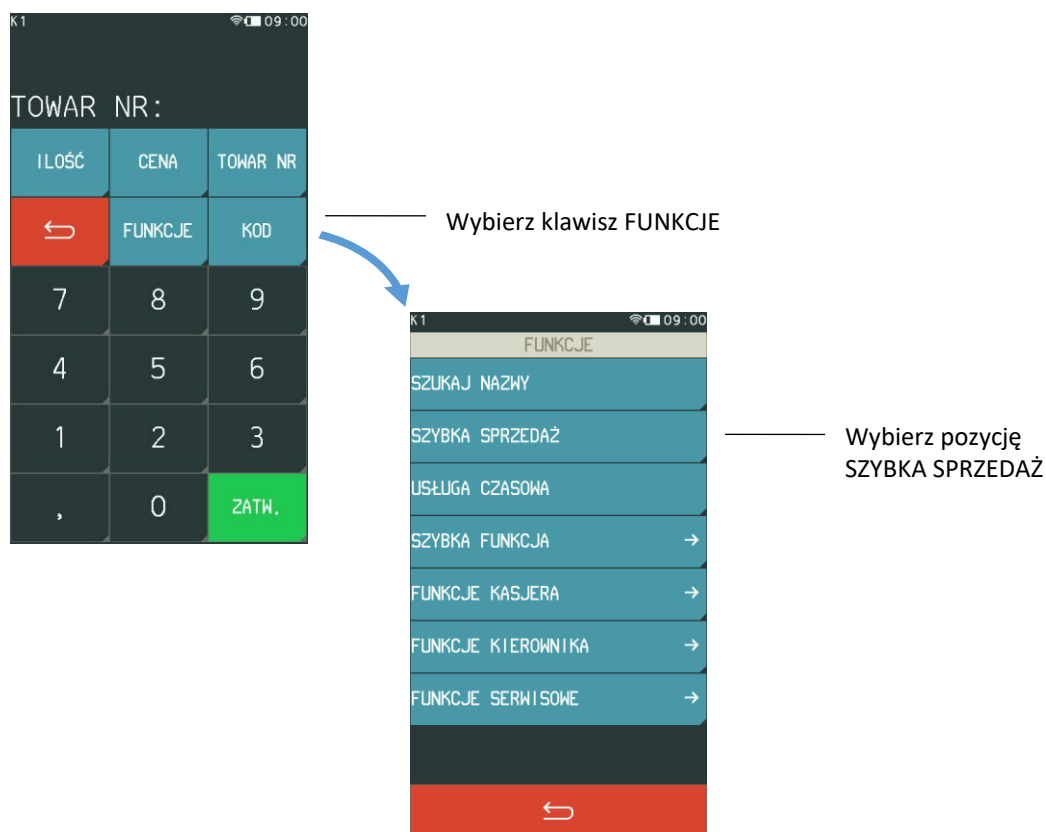 K1 09:00
TOWAR NR:
ILOŚĆ CENA TOWAR NR
FUNKCJE KOD
7 8 9
4 5 6
1 2 3
, 0 ZATW.
Wybierz klawisz FUNKCJE
K1 09:00
FUNKCJE
SZUKAJ NAZWY
SZYBKA SPRZEDAŻ
USŁUGA CZASOWA
SZYBKA FUNKCJA →
FUNKCJE KASJERA →
FUNKCJE KIEROWNIKA →
FUNKCJE SERWISOWE →
Wybierz pozycję
SZYBKA SPRZEDAŻ